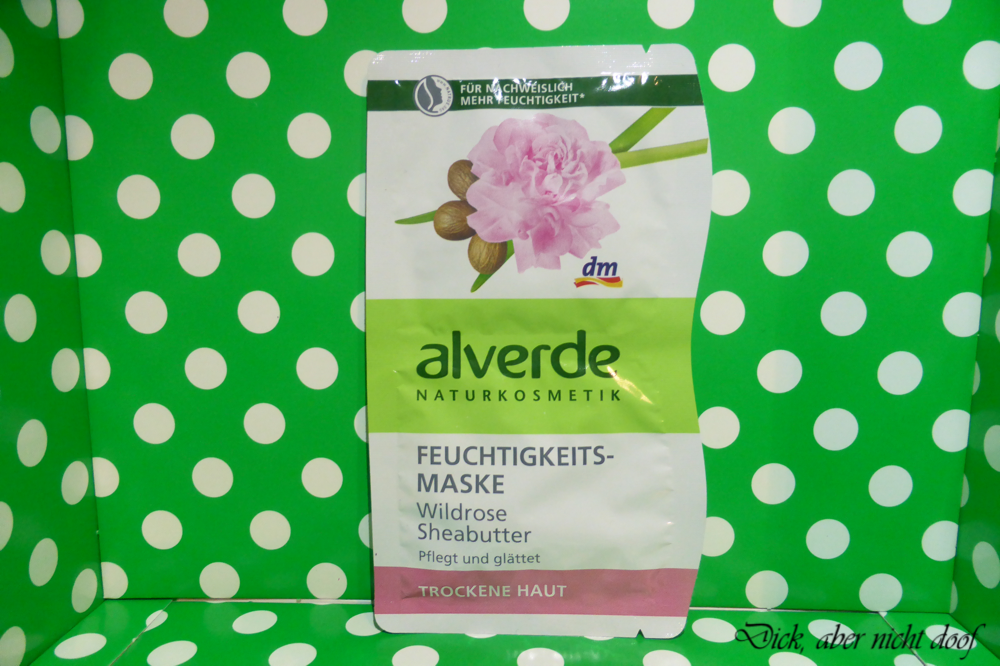 FÜR NACHWEISLICH
MEHR FEUCHTIGKEIT*
dm
alverde
NATURKOSMETIK
FEUCHTIGKEITS-
MASKE
Wildrose
Sheabutter
Pflegt und glättet
TROCKENE HAUT
Dick, aber nicht doof